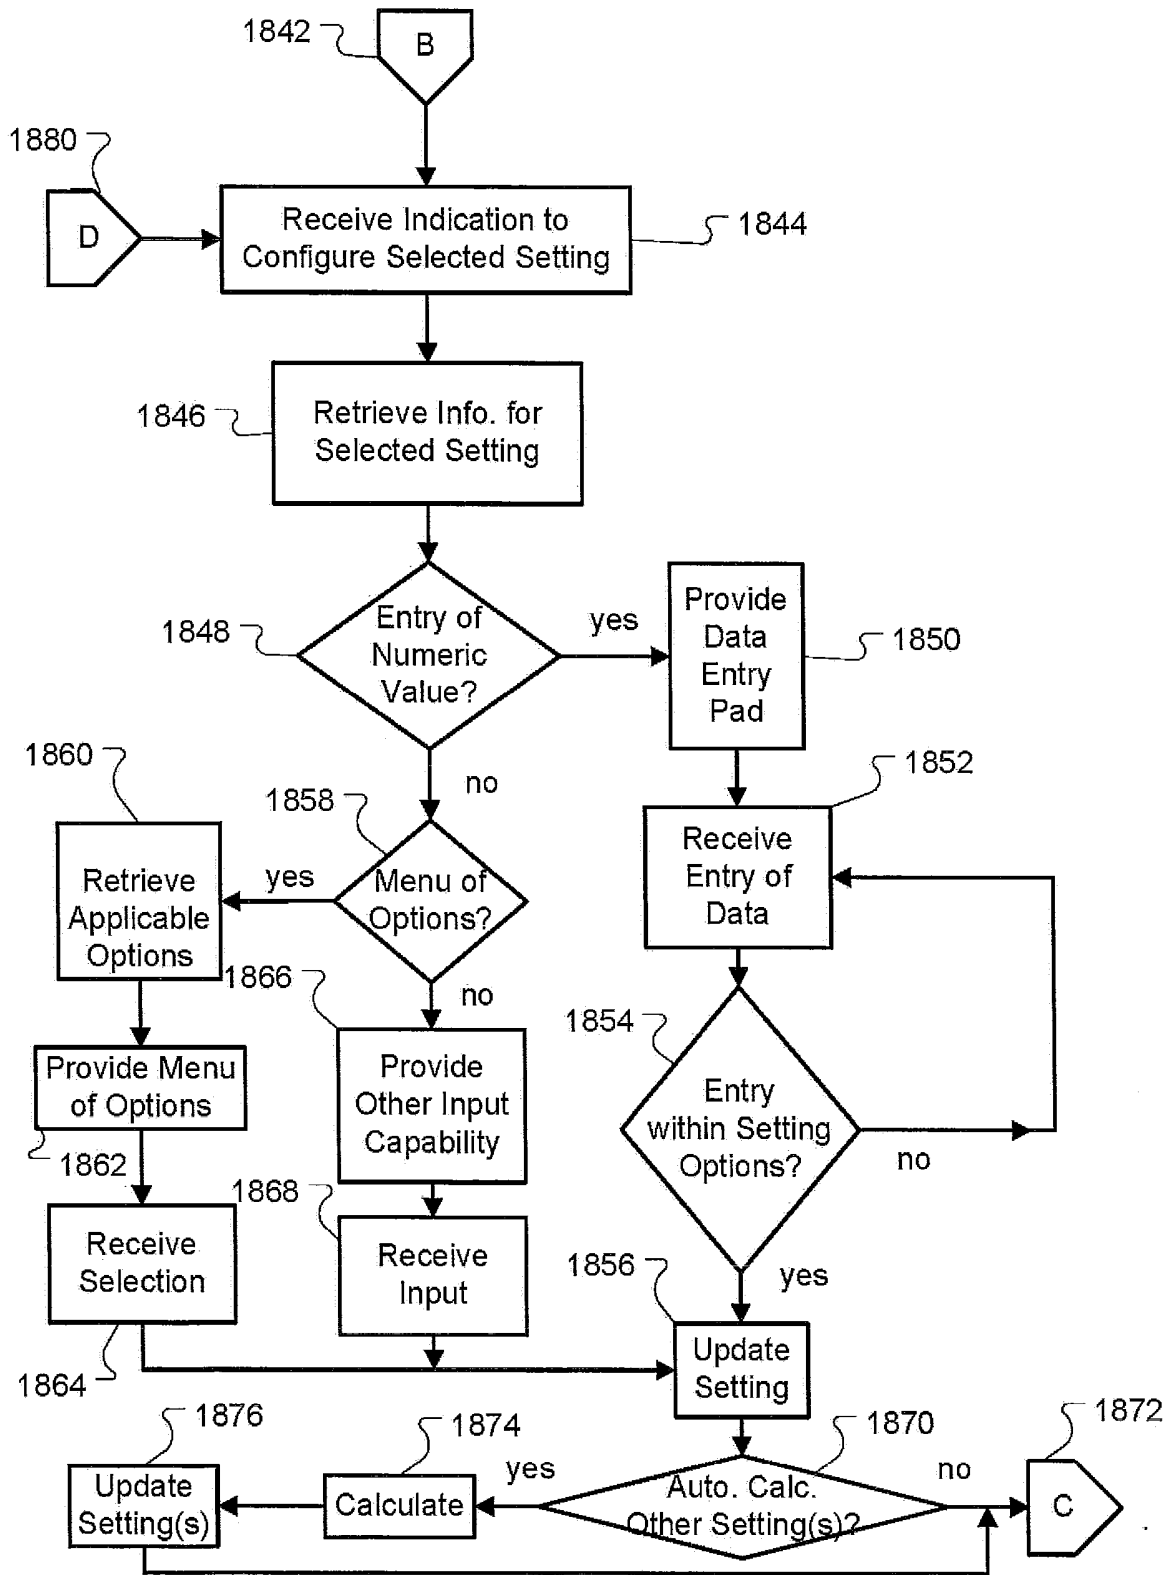 1842
B
1880
D
Receive Indication to
Configure Selected Setting
1844
1846
Retrieve Info. for
Selected Setting
1848
Entry of
Numeric
Value?
yes
Provide
Data
Entry
Pad
1850
no
1852
Receive
Entry of
Data
1860
1858
Menu of
Options?
yes
Retrieve
Applicable
Options
no
1866
Provide
Other Input
Capability
Provide Menu
of Options
1862
1854
Entry
within Setting
Options?
no
yes
1868
Receive
Input
Receive
Selection
1864
1856
Update
Setting
1870
Auto. Calc.
Other Setting(s)?
yes
no
1874
Calculate
1876
Update
Setting(s)
1872
C